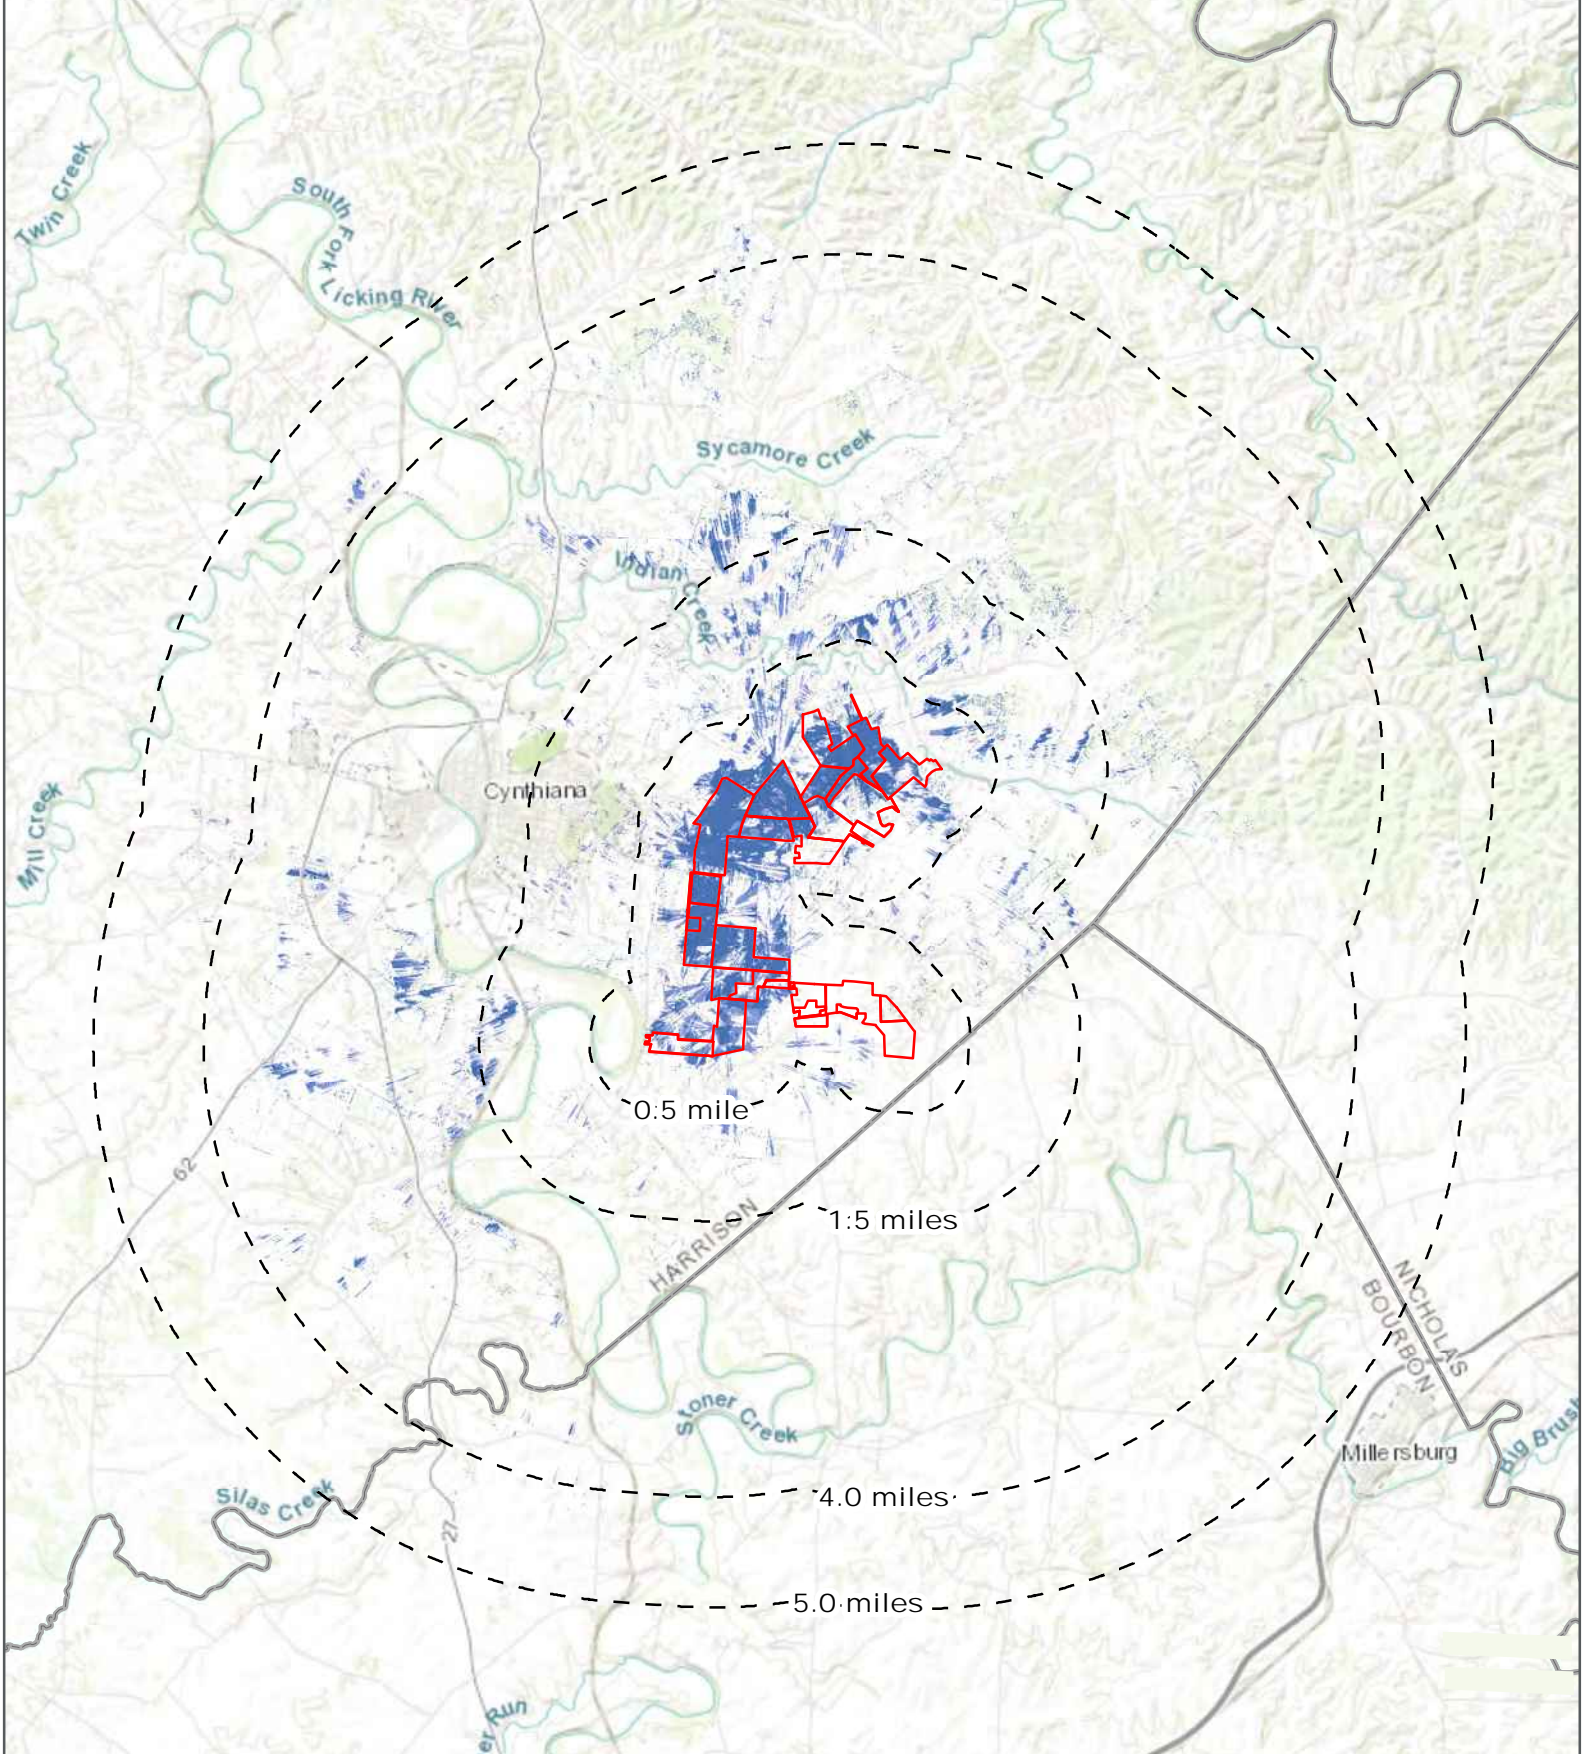 Twin Creek
South Fork Licking River
Sycamore Creek
Indian Creek
Cynthiana
Mill Creek
0:5 mile
62
1:5 miles
HARRISON
NICHOLAS
BOURBON
Stoner Creek
Millersburg
Big Brush
Silas Creek
4.0 miles
27
5.0 miles
er Run